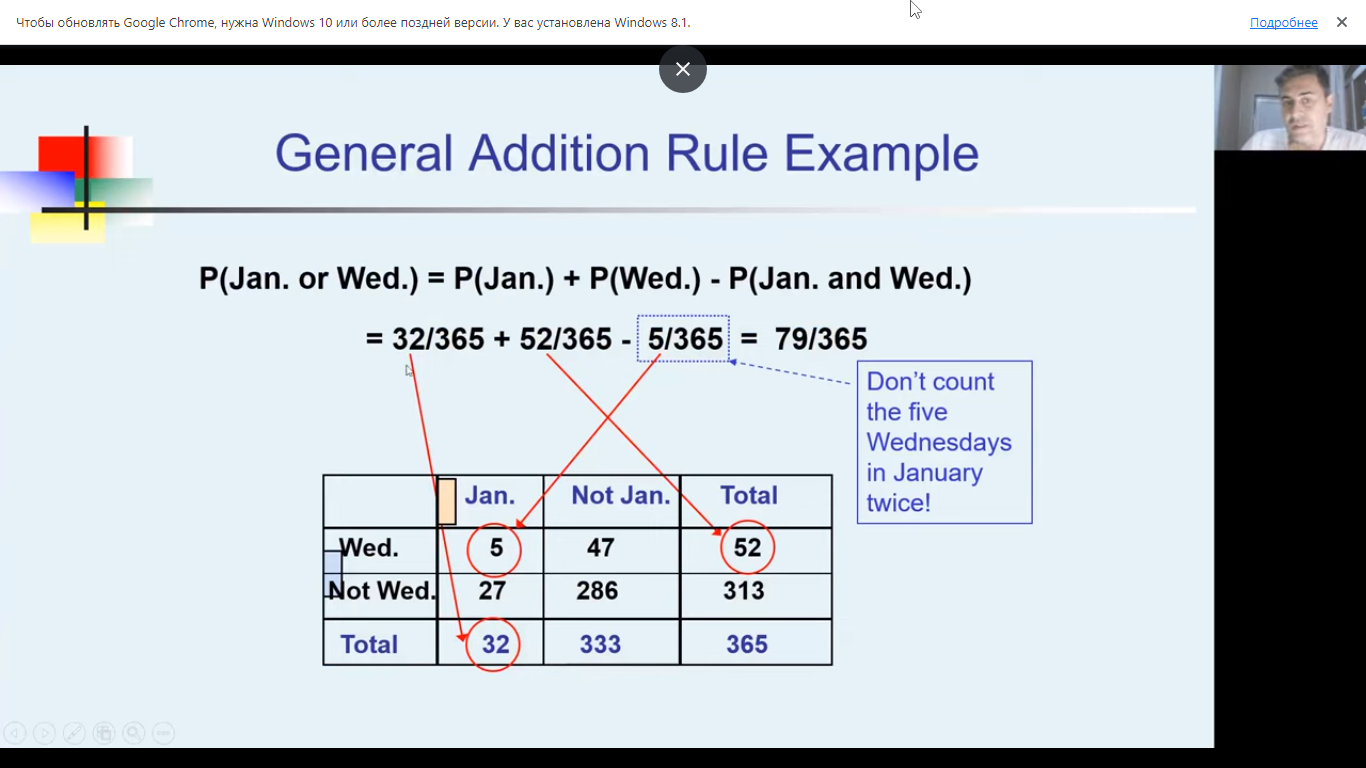 Чтобы обновлять Google Chrome, нужна Windows 10 или более поздней версии. У вас установлена Windows 8.1.
Подробнее
General Addition Rule Example
P(Jan. or Wed.) = P(Jan.) + P(Wed.) - P(Jan. and Wed.)
= 32/365 + 52/365 - 5/365 = 79/365
Don't count
the five
Wednesdays
in January
twice!
Jan. Not Jan. Total
Wed. 5 47 52
Not Wed. 27 286 313
Total 32 333 365